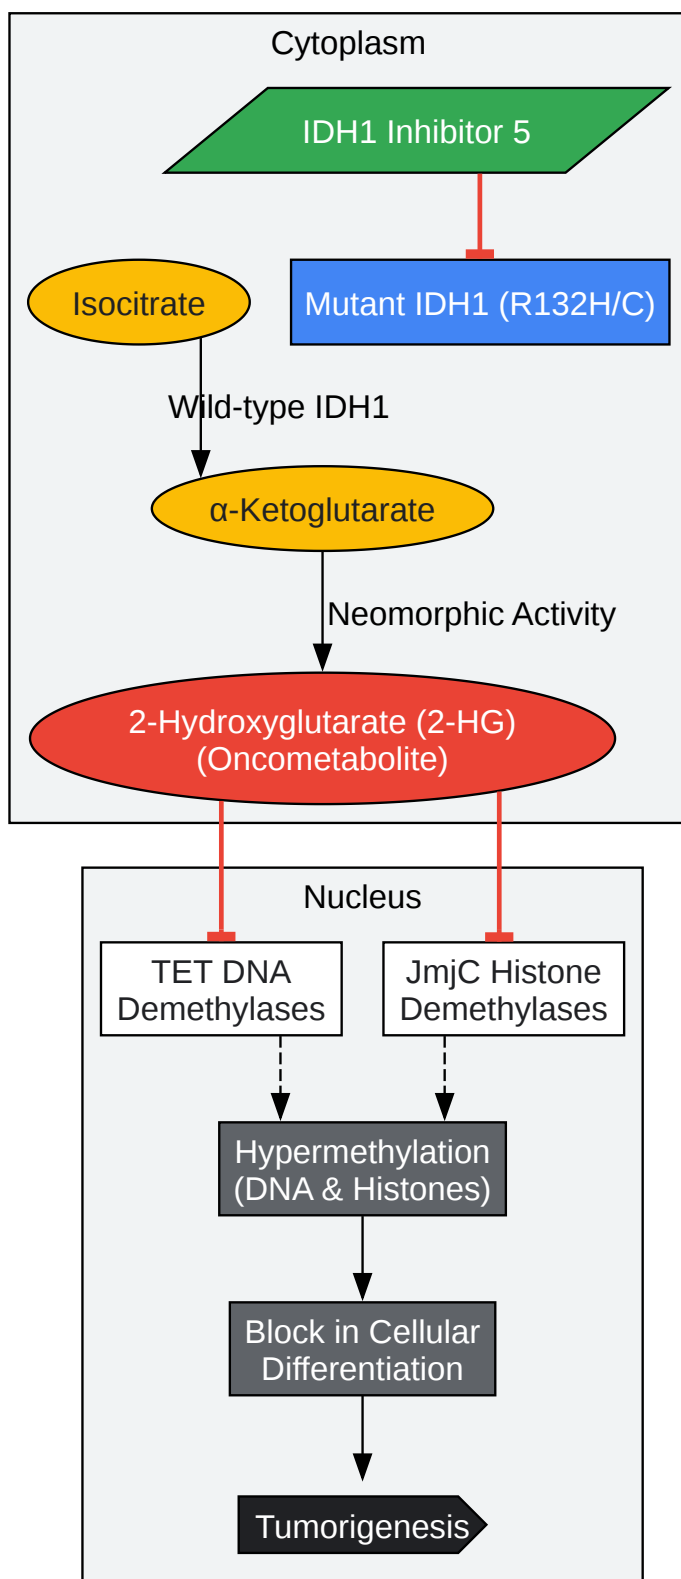 Cytoplasm
IDH1 Inhibitor 5
Isocitrate
Mutant IDH1 (R132H/C)
Wild-type IDH1
α-Ketoglutarate
Neomorphic Activity
2-Hydroxyglutarate (2-HG)
(Oncometabolite)
Nucleus
TET DNA
Demethylases
JmjC Histone
Demethylases
Hypermethylation
(DNA & Histones)
Block in Cellular
Differentiation
Tumorigenesis